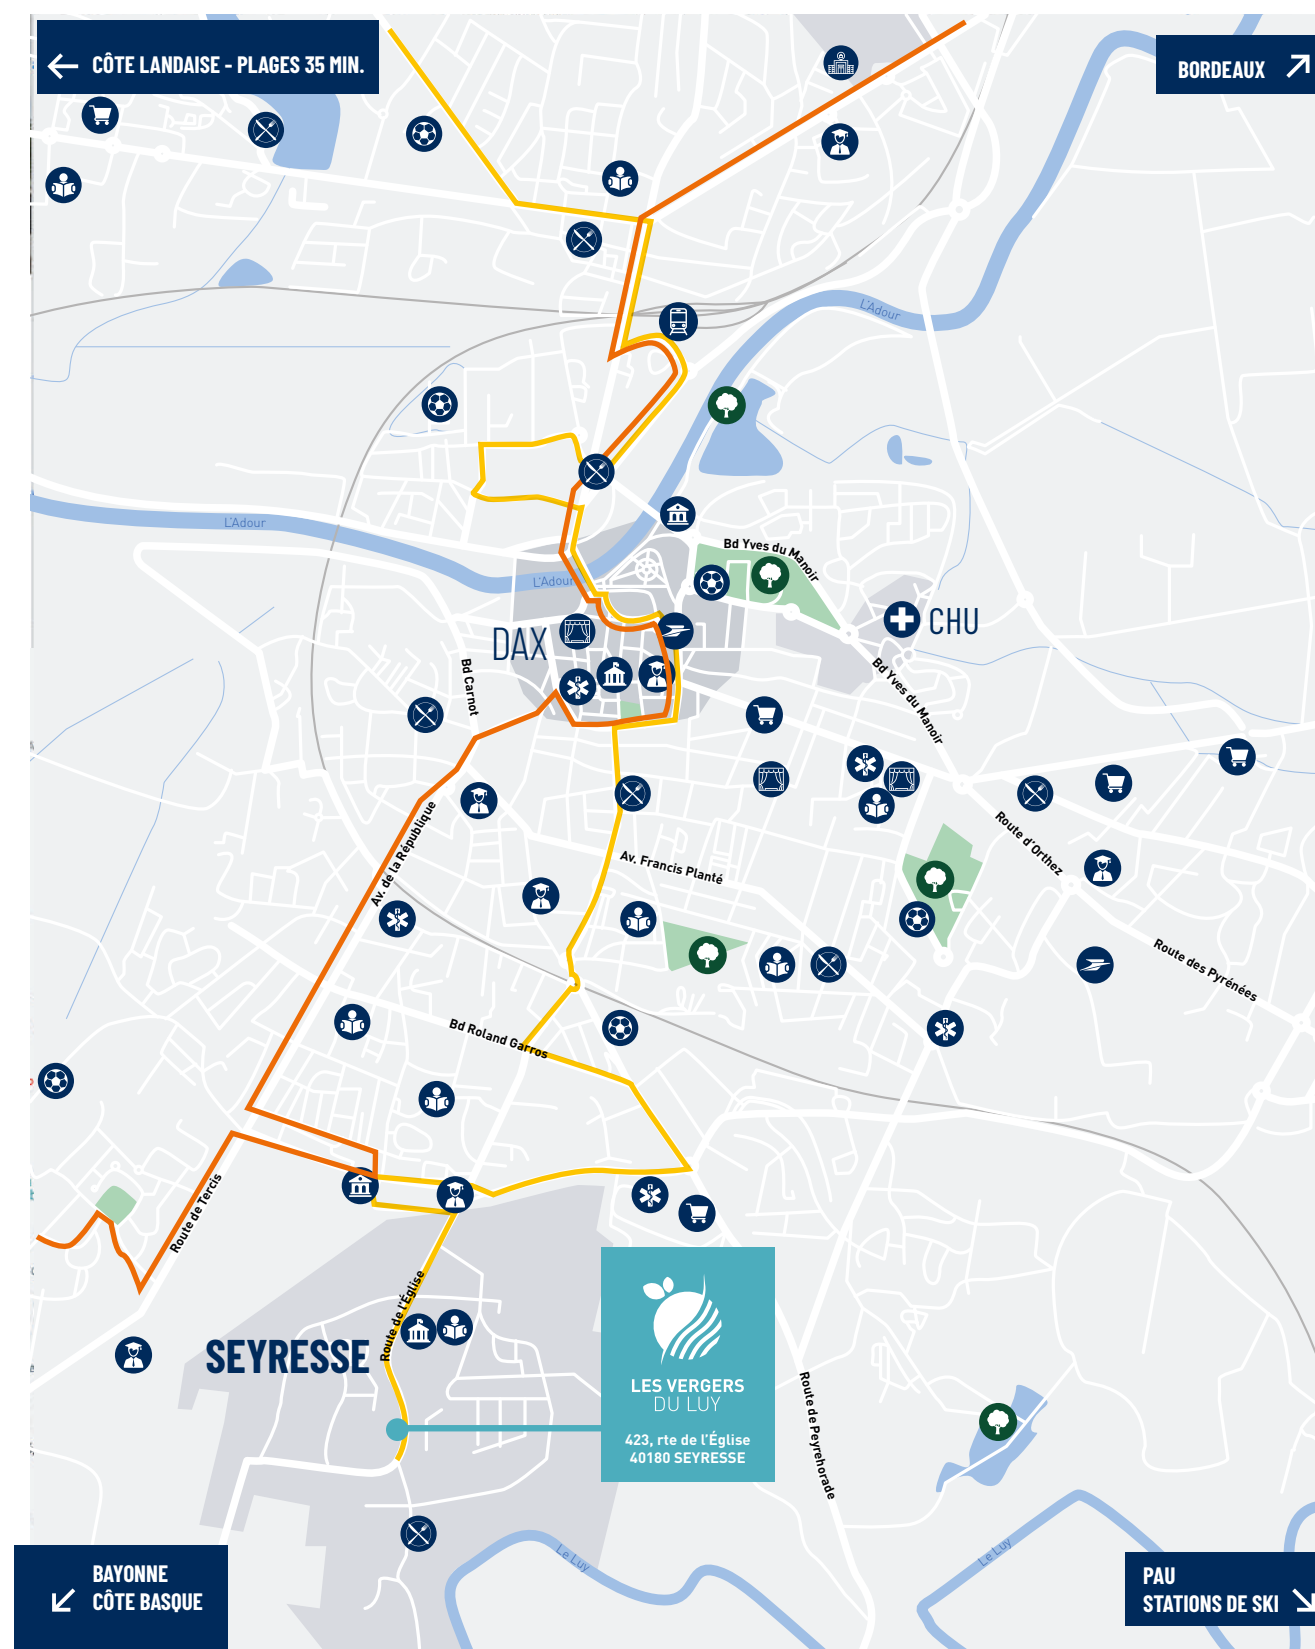 ← CÔTE LANDAISE - PLAGES 35 MIN.
BORDEAUX ↗
L'Adour
L'Adour
Bd Yves du Manoir
L'Adour
DAX
CHU
Bd Carnot
Bd Yves du Manoir
Av. de la République
Route d'Orthez
Av. Francis Planté
Route des Pyrénées
Bd Roland Garros
Route de Tercis
Route de l'Église
SEYRESSE
LES VERGERS
DU LUY
423, rte de l'Église
40180 SEYRESSE
Route de Peyrehorade
Le Luy
Le Luy
BAYONNE
↙ CÔTE BASQUE
PAU
STATIONS DE SKI ↘